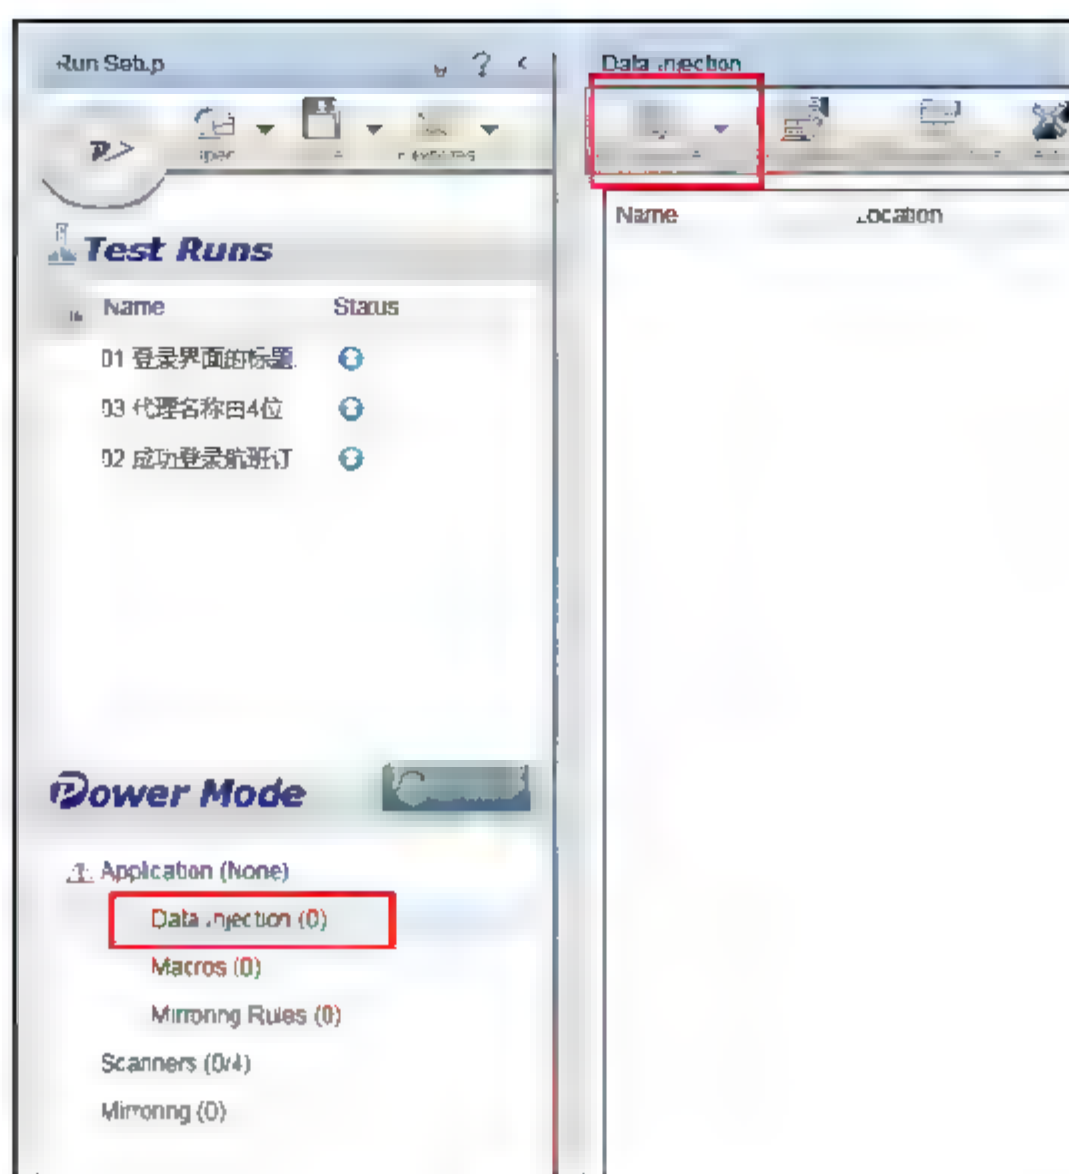 Run Setup
Data Injection
?
Open
Name Location
Test Runs
Name Status
01 登录界面的标题
03 代理名称由4位
02 成功登录航班订
Power Mode
Application (None)
Data Injection (0)
Macros (0)
Mirroring Rules (0)
Scanners (0/4)
Mirroring (0)